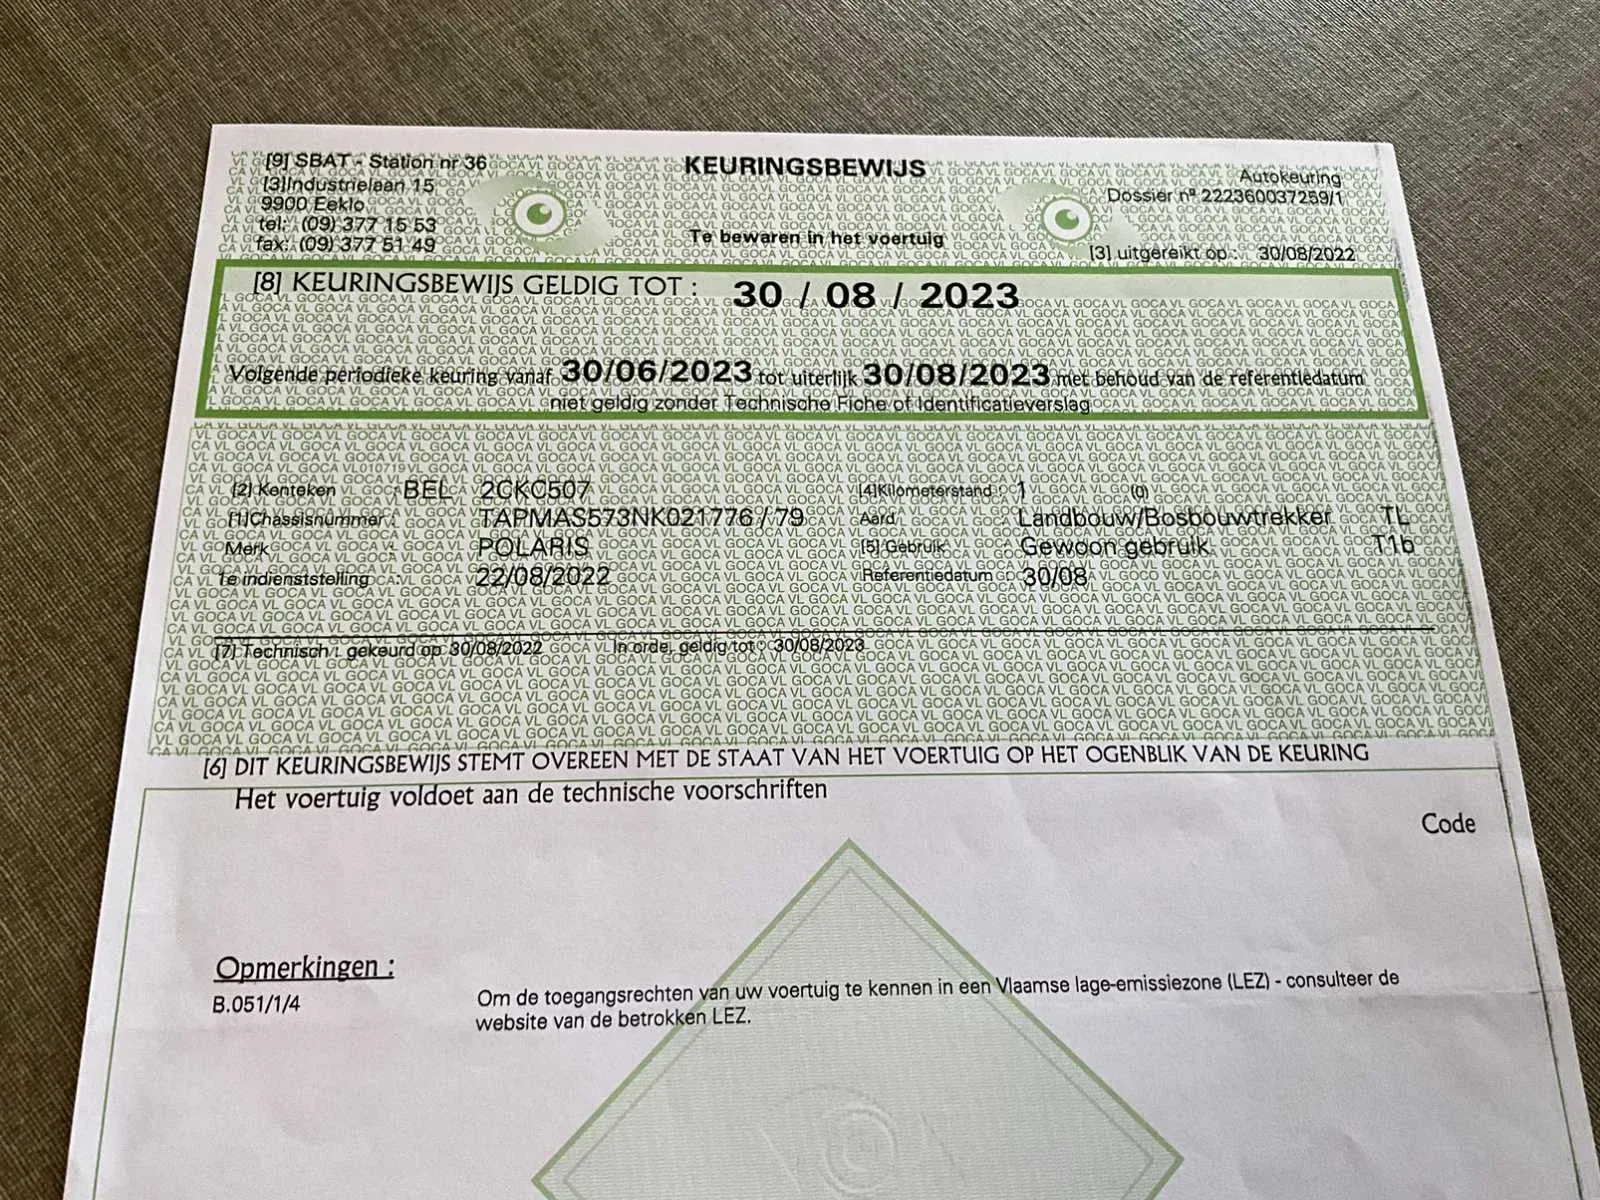 [9] SBAT - Station nr 36
KEURINGSBEWIJS
Autokeuring
[3]Industrielaan 15
Dossier nº 222360037259/1
9900 Eeklo
tel: (09) 377 15 53
Te bewaren in het voertuig
fax: (09) 377 51 49
[3] uitgereikt op : 30/08/2022
[8] KEURINGSBEWIJS GELDIG TOT : 30 / 08 / 2023
Volgende periodieke keuring vanaf 30/06/2023 tot uiterlijk 30/08/2023 met behoud van de referentiedatum
niet geldig zonder Technische Fiche of Identificatieverslag
[2] Kenteken : BEL 2CKC507 [4]Kilometerstand : 1 (0)
[1]Chassisnummer : TAPMAS573NK021776 / 79 Aard Landbouw/Bosbouwtrekker TL
Merk : POLARIS [5] Gebruik : Gewoon gebruik T1b
1e indienststelling : 22/08/2022 Referentiedatum : 30/08
[7] Technisch : gekeurd op 30/08/2022 In orde, geldig tot : 30/08/2023
[6] DIT KEURINGSBEWIJS STEMT OVEREEN MET DE STAAT VAN HET VOERTUIG OP HET OGENBLIK VAN DE KEURING
Het voertuig voldoet aan de technische voorschriften
Code
Opmerkingen :
B.051/1/4 Om de toegangsrechten van uw voertuig te kennen in een Vlaamse lage-emissiezone (LEZ) - consulteer de
website van de betrokken LEZ.